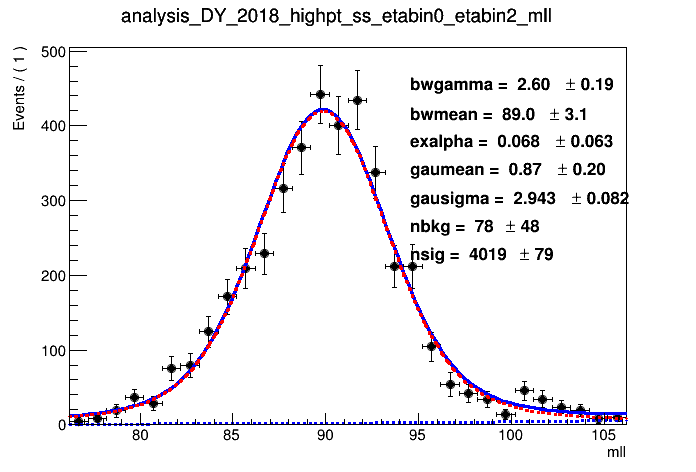 analysis_DY_2018_highpt_ss_etabin0_etabin2_mll
Events / ( 1 )
500
400
300
200
100
0
bwgamma = 2.60 ± 0.19
bwmean = 89.0 ± 3.1
exalpha = 0.068 ± 0.063
gaumean = 0.87 ± 0.20
gausigma = 2.943 ± 0.082
nbkg = 78 ± 48
nsig = 4019 ± 79
80 85 90 95 100 105
mll